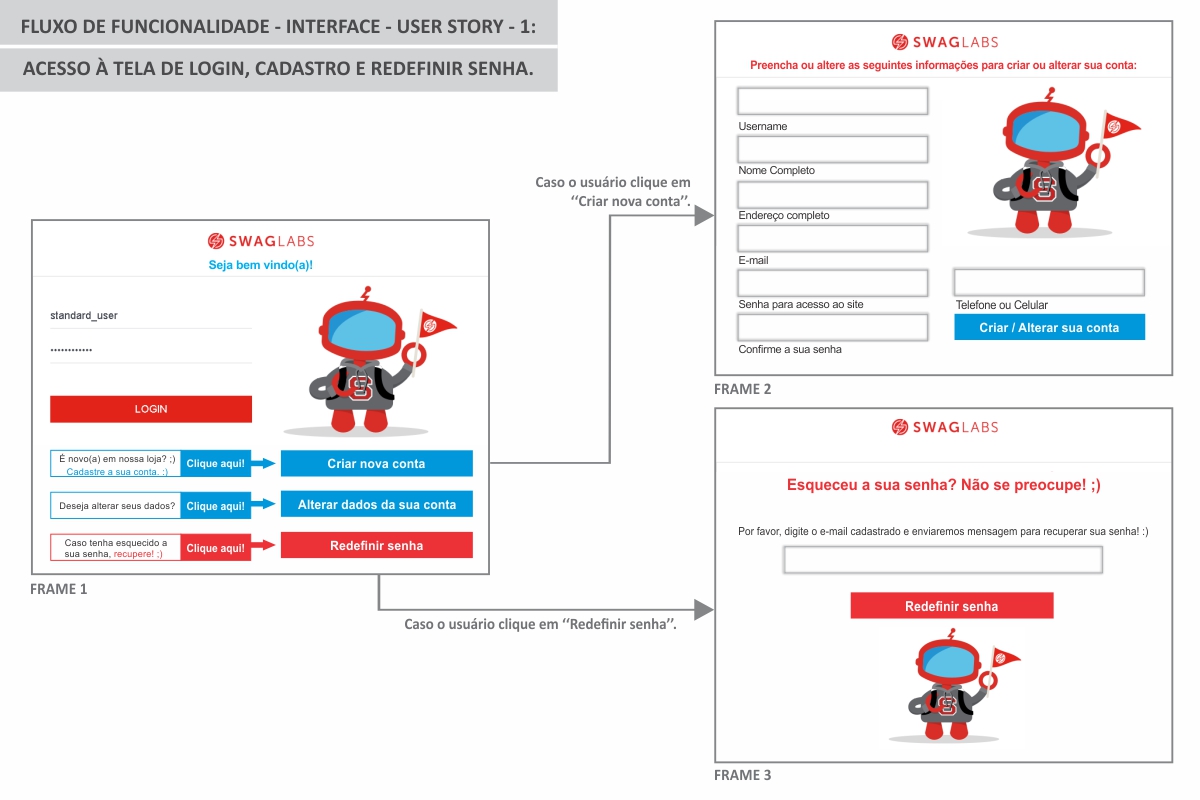 FLUXO DE FUNCIONALIDADE - INTERFACE - USER STORY - 1:
ACESSO À TELA DE LOGIN, CADASTRO E REDEFINIR SENHA.
SWAGLABS
Seja bem vindo(a)!
standard_user
••••••••••••
LOGIN
É novo(a) em nossa loja? ;)
Cadastre a sua conta. :)
Clique aqui!
Criar nova conta
Deseja alterar seus dados?
Clique aqui!
Alterar dados da sua conta
Caso tenha esquecido a
sua senha, recupere! ;)
Clique aqui!
Redefinir senha
FRAME 1
Caso o usuário clique em
“Criar nova conta”.
Caso o usuário clique em “Redefinir senha”.
SWAGLABS
Preencha ou altere as seguintes informações para criar ou alterar sua conta:
Username
Nome Completo
Endereço completo
E-mail
Senha para acesso ao site
Confirme a sua senha
Telefone ou Celular
Criar / Alterar sua conta
FRAME 2
SWAGLABS
Esqueceu a sua senha? Não se preocupe! ;)
Por favor, digite o e-mail cadastrado e enviaremos mensagem para recuperar sua senha! :)
Redefinir senha
FRAME 3